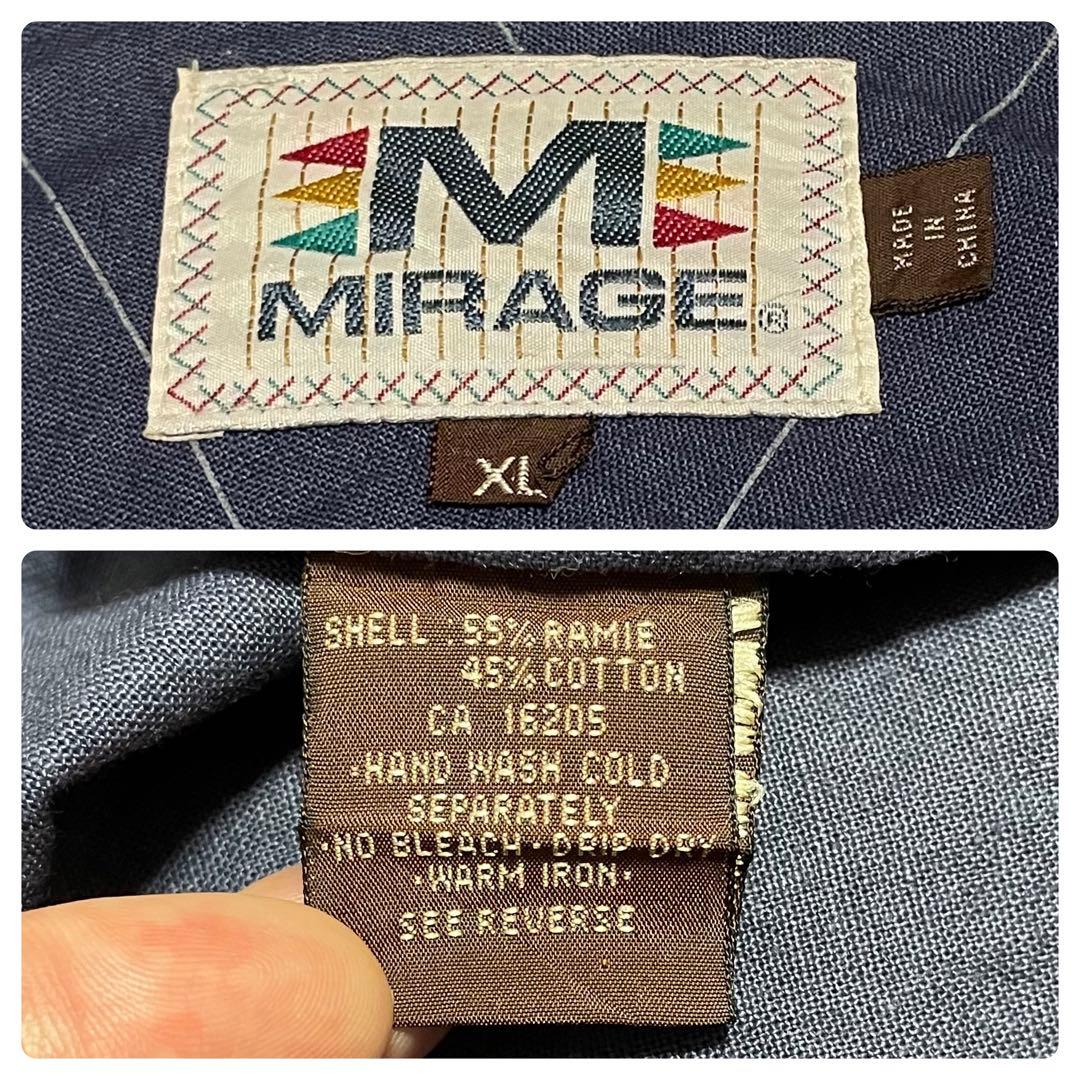 M
MIRAGE®
MADE
IN
CHINA
XL
SHELL 55% RAMIE
45% COTTON
CA 16205
·HAND WASH COLD
SEPARATELY
·NO BLEACH·DRIP DRY
·WARM IRON·
SEE REVERSE